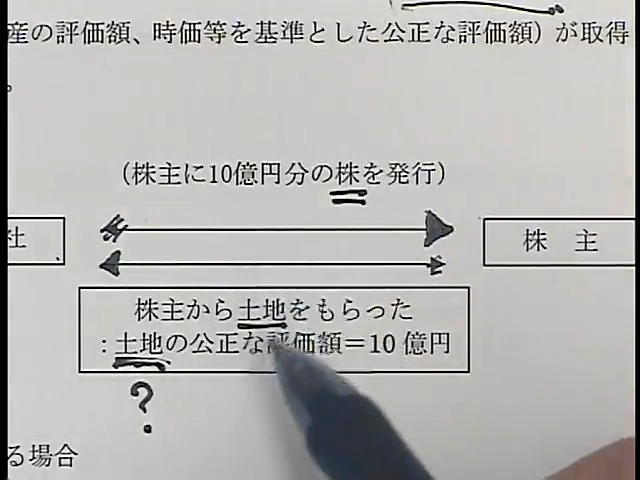 産の評価額、時価等を基準とした公正な評価額）が取得
。
（株主に10億円分の株を発行）
社
株 主
株主から土地をもらった
：土地の公正な評価額＝10 億円
?
る場合